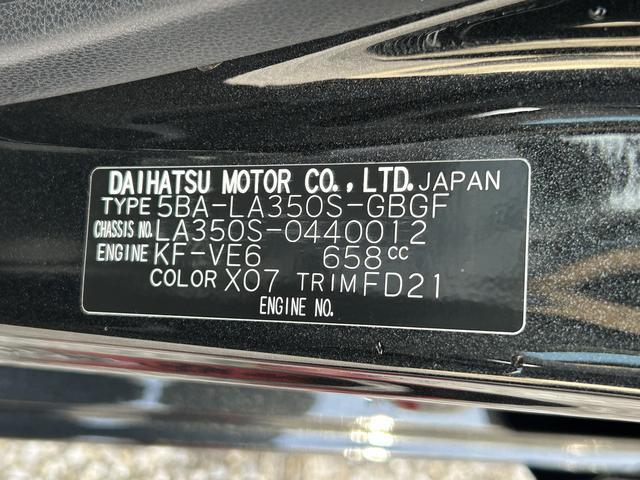 DAIHATSU MOTOR CO., LTD. JAPAN
TYPE 5BA-LA350S-GBGF
CHASSIS NO. LA350S-0440012
ENGINE KF-VE6 658cc
COLOR X07 TRIM FD21
ENGINE NO.